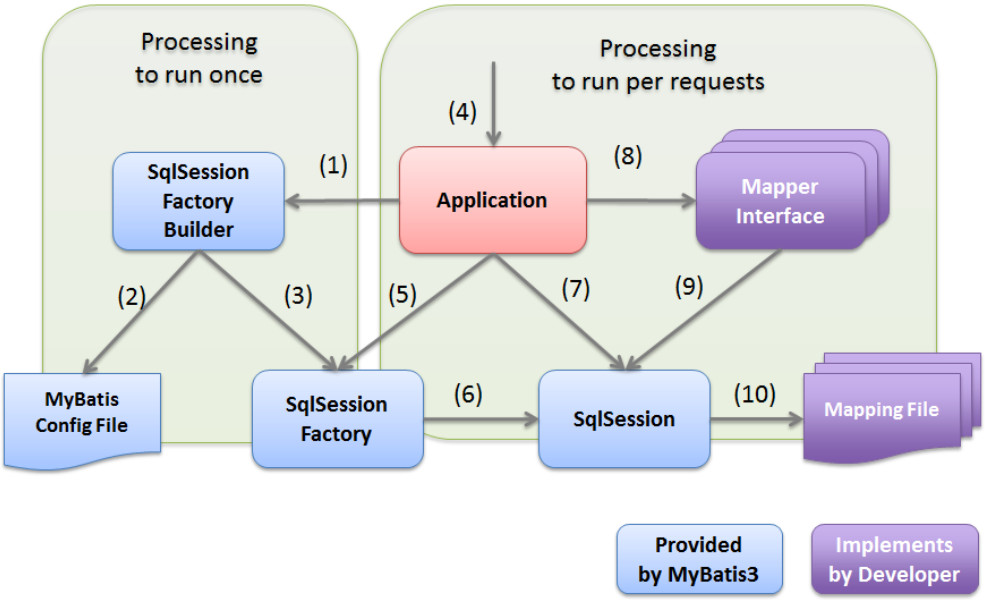 Processing
to run once
Processing
to run per requests
(4)
(1)
(8)
SqlSession
Factory
Builder
Application
Mapper
Interface
(2)
(3)
(5)
(7)
(9)
MyBatis
Config File
SqlSession
Factory
(6)
SqlSession
(10)
Mapping File
Provided
by MyBatis3
Implements
by Developer